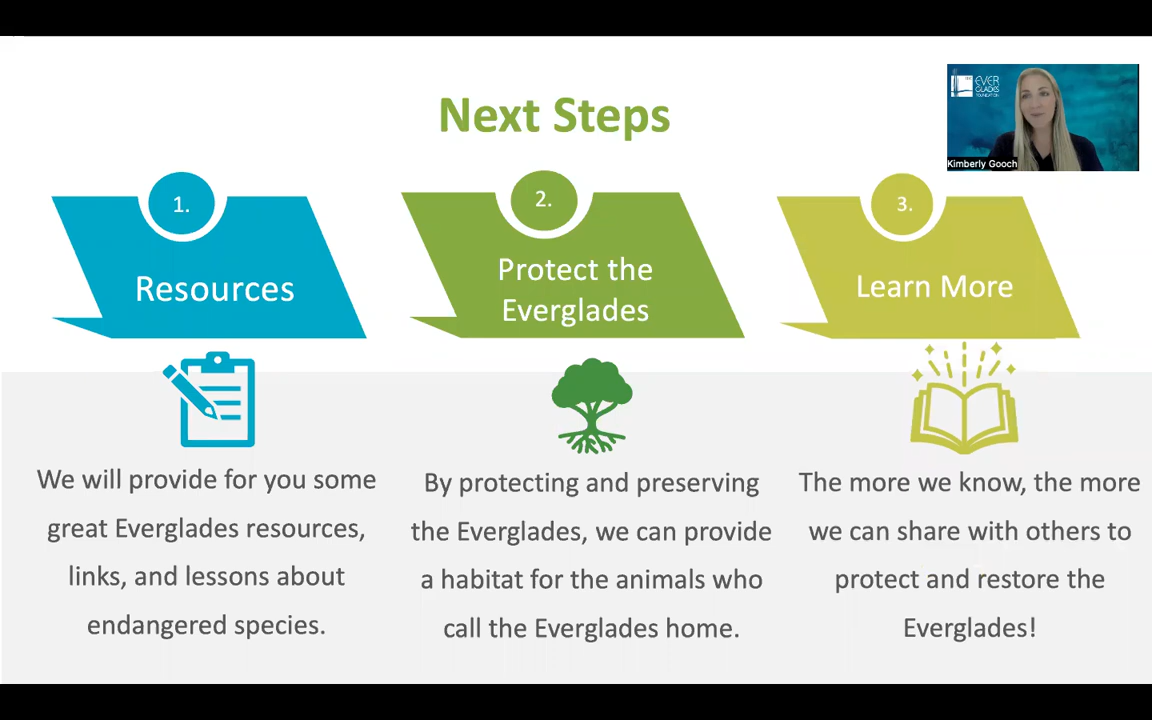 Next Steps
EVER
GLADES
FOUNDATION
Kimberly Gooch
1.
Resources
2.
Protect the
Everglades
3.
Learn More
We will provide for you some
great Everglades resources,
links, and lessons about
endangered species.
By protecting and preserving
the Everglades, we can provide
a habitat for the animals who
call the Everglades home.
The more we know, the more
we can share with others to
protect and restore the
Everglades!